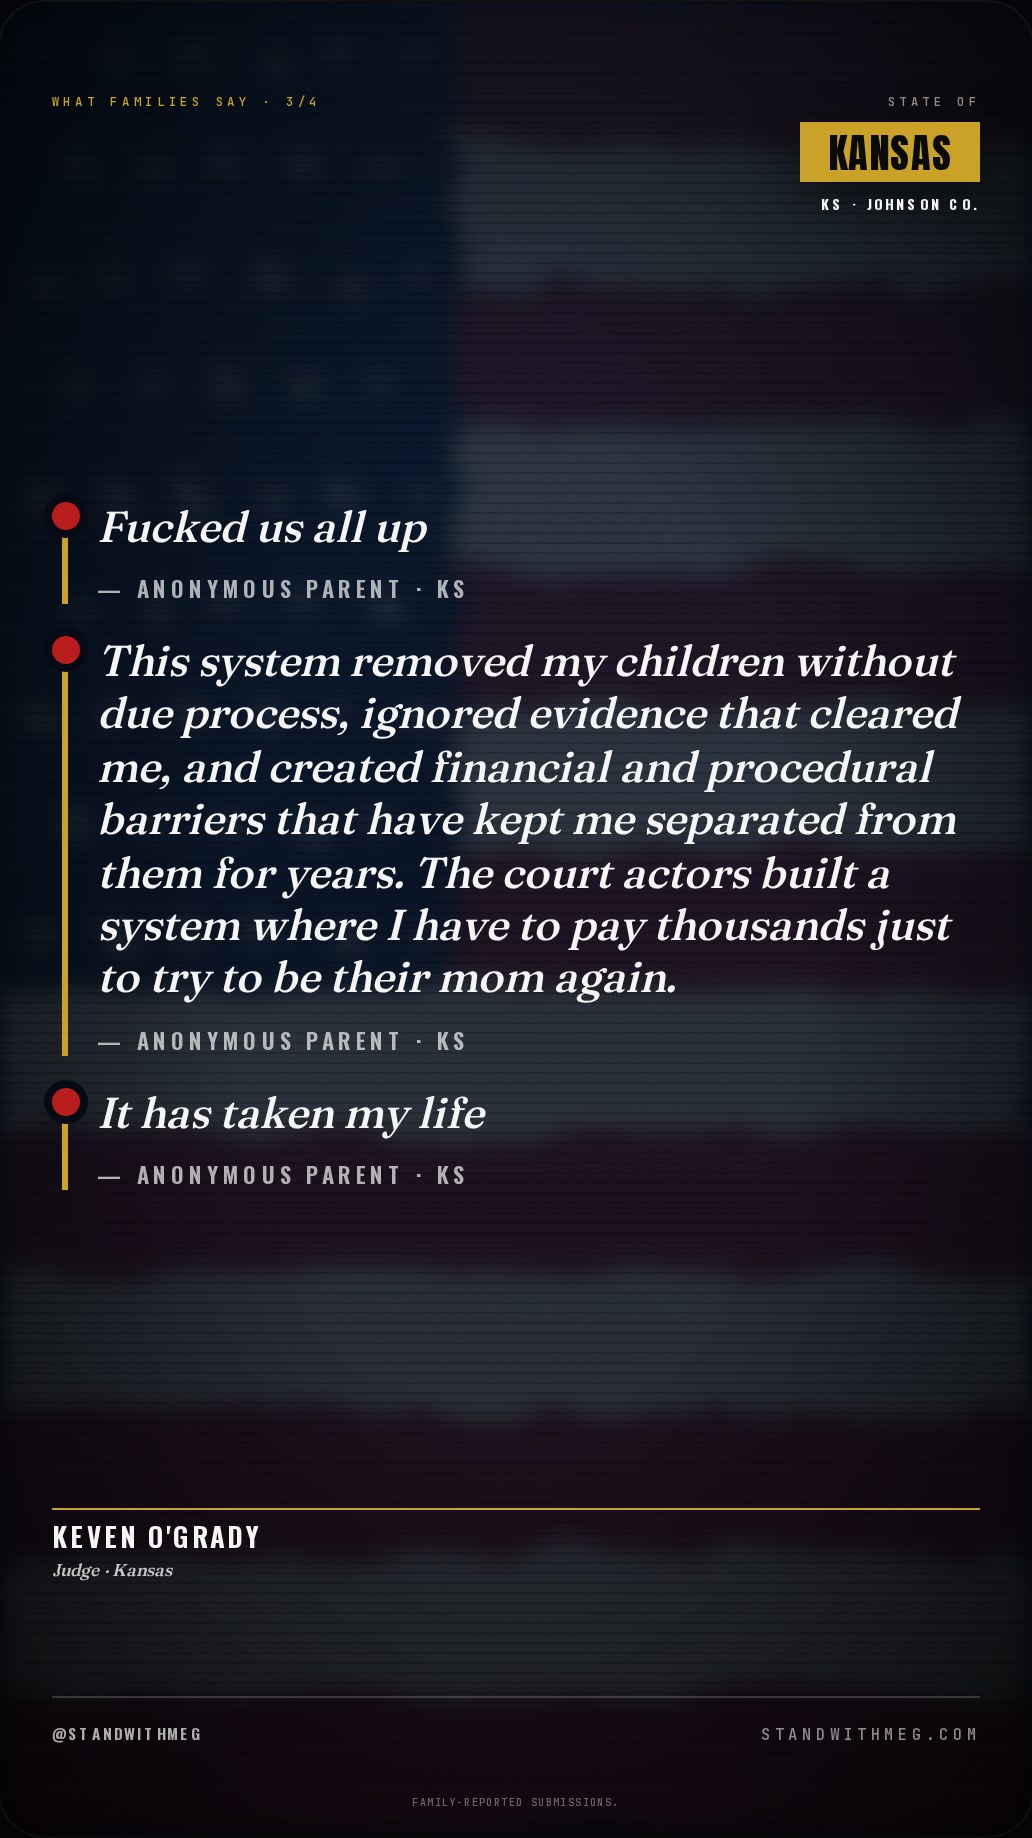 WHAT FAMILIES SAY · 3/4
STATE OF
KANSAS
KS · JOHNSON CO.
Fucked us all up
— ANONYMOUS PARENT · KS
This system removed my children without
due process, ignored evidence that cleared
me, and created financial and procedural
barriers that have kept me separated from
them for years. The court actors built a
system where I have to pay thousands just
to try to be their mom again.
— ANONYMOUS PARENT · KS
It has taken my life
— ANONYMOUS PARENT · KS
KEVEN O'GRADY
Judge · Kansas
@STANDWITHMEG
STANDWITHMEG.COM
FAMILY-REPORTED SUBMISSIONS.